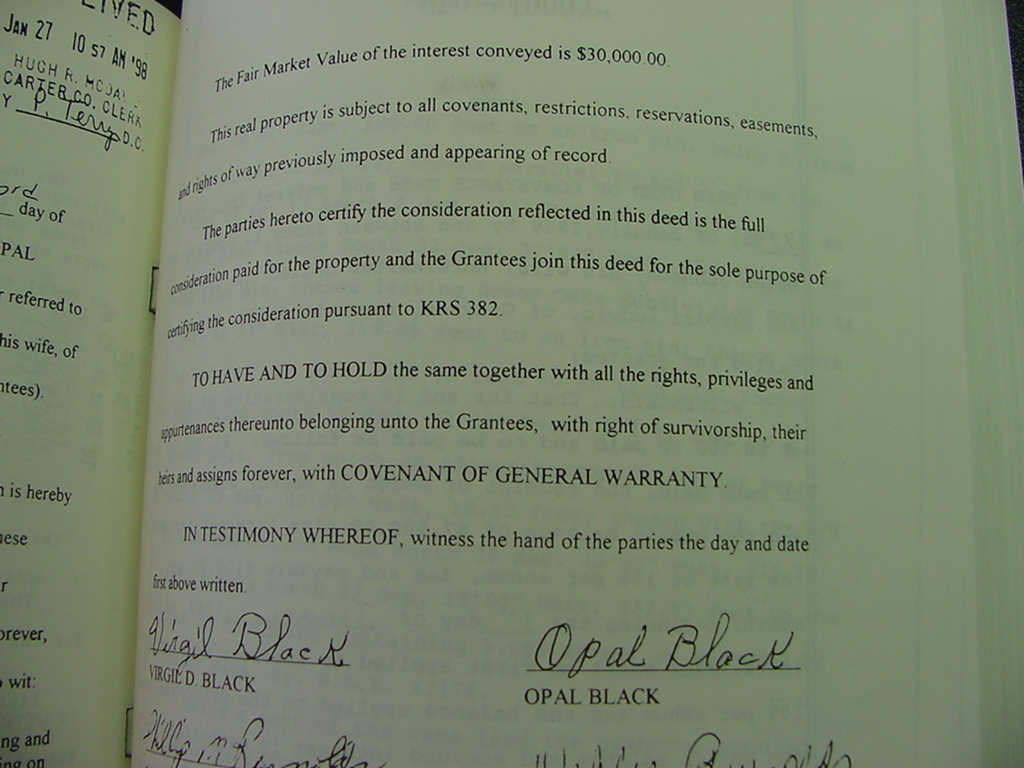 JAN 27 10 57 AM '98
HUGH R.
CARTER CO. CLERK
P. Terry D.C.
day of
PAL
referred to
his wife, of
ntees).
is hereby
hese
orever,
wit:
ng and
ing on
The Fair Market Value of the interest conveyed is $30,000.00.
This real property is subject to all covenants, restrictions, reservations, easements,
and rights of way previously imposed and appearing of record.
The parties hereto certify the consideration reflected in this deed is the full
consideration paid for the property and the Grantees join this deed for the sole purpose of
certifying the consideration pursuant to KRS 382.
TO HAVE AND TO HOLD the same together with all the rights, privileges and
appurtenances thereunto belonging unto the Grantees, with right of survivorship, their
heirs and assigns forever, with COVENANT OF GENERAL WARRANTY.
IN TESTIMONY WHEREOF, witness the hand of the parties the day and date
first above written.
Virgil Black
VIRGIL D. BLACK
Opal Black
OPAL BLACK